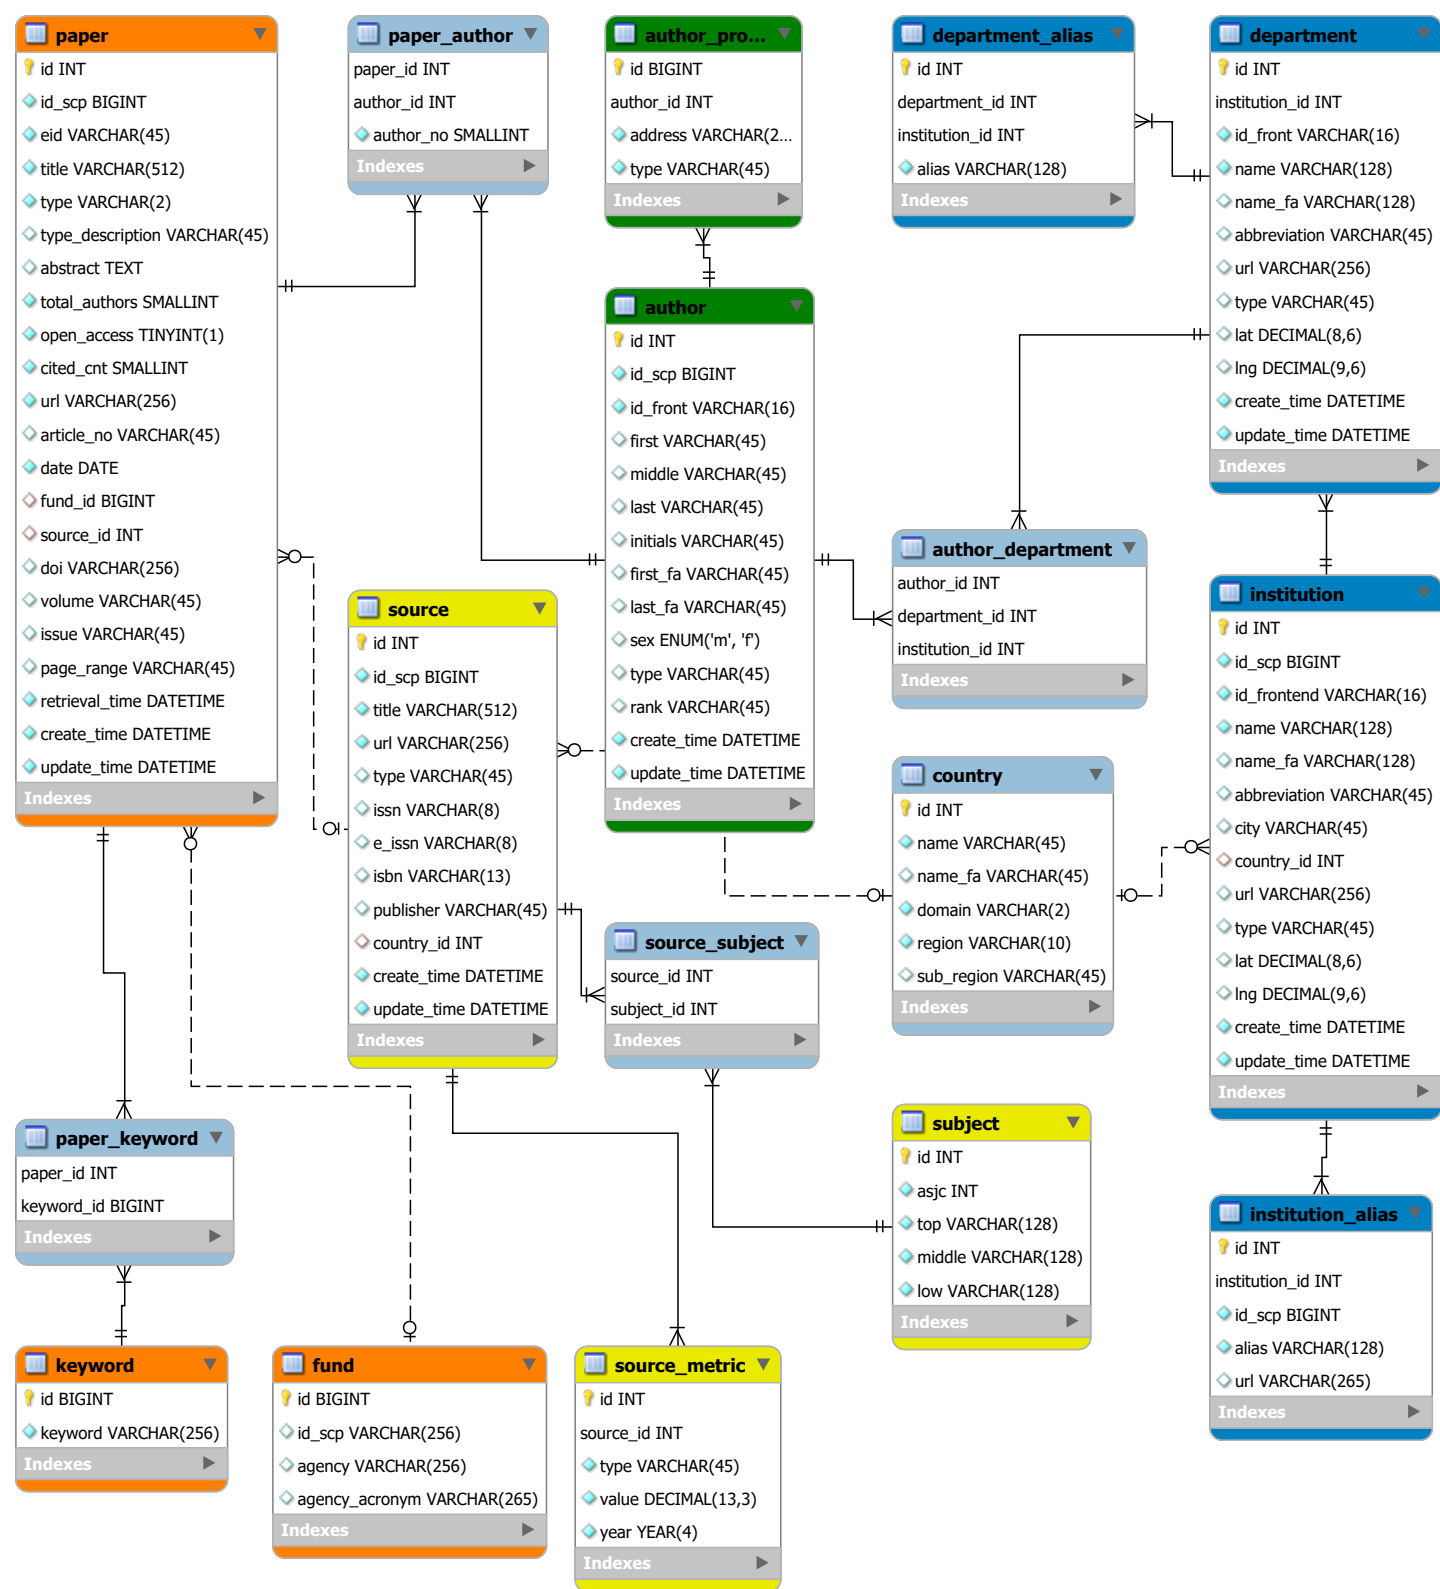 paper
id INT
id_scp BIGINT
eid VARCHAR(45)
title VARCHAR(512)
type VARCHAR(2)
type_description VARCHAR(45)
abstract TEXT
total_authors SMALLINT
open_access TINYINT(1)
cited_cnt SMALLINT
url VARCHAR(256)
article_no VARCHAR(45)
date DATE
fund_id BIGINT
source_id INT
doi VARCHAR(256)
volume VARCHAR(45)
issue VARCHAR(45)
page_range VARCHAR(45)
retrieval_time DATETIME
create_time DATETIME
update_time DATETIME
Indexes
paper_author
paper_id INT
author_id INT
author_no SMALLINT
Indexes
author_pro...
id BIGINT
author_id INT
address VARCHAR(2...
type VARCHAR(45)
Indexes
department_alias
id INT
department_id INT
institution_id INT
alias VARCHAR(128)
Indexes
department
id INT
institution_id INT
id_front VARCHAR(16)
name VARCHAR(128)
name_fa VARCHAR(128)
abbreviation VARCHAR(45)
url VARCHAR(256)
type VARCHAR(45)
lat DECIMAL(8,6)
lng DECIMAL(9,6)
create_time DATETIME
update_time DATETIME
Indexes
author
id INT
id_scp BIGINT
id_front VARCHAR(16)
first VARCHAR(45)
middle VARCHAR(45)
last VARCHAR(45)
initials VARCHAR(45)
first_fa VARCHAR(45)
last_fa VARCHAR(45)
sex ENUM('m', 'f')
type VARCHAR(45)
rank VARCHAR(45)
create_time DATETIME
update_time DATETIME
Indexes
author_department
author_id INT
department_id INT
institution_id INT
Indexes
source
id INT
id_scp BIGINT
title VARCHAR(512)
url VARCHAR(256)
type VARCHAR(45)
issn VARCHAR(8)
e_issn VARCHAR(8)
isbn VARCHAR(13)
publisher VARCHAR(45)
country_id INT
create_time DATETIME
update_time DATETIME
Indexes
institution
id INT
id_scp BIGINT
id_frontend VARCHAR(16)
name VARCHAR(128)
name_fa VARCHAR(128)
abbreviation VARCHAR(45)
city VARCHAR(45)
country_id INT
url VARCHAR(256)
type VARCHAR(45)
lat DECIMAL(8,6)
lng DECIMAL(9,6)
create_time DATETIME
update_time DATETIME
Indexes
country
id INT
name VARCHAR(45)
name_fa VARCHAR(45)
domain VARCHAR(2)
region VARCHAR(10)
sub_region VARCHAR(45)
Indexes
source_subject
source_id INT
subject_id INT
Indexes
paper_keyword
paper_id INT
keyword_id BIGINT
Indexes
subject
id INT
asjc INT
top VARCHAR(128)
middle VARCHAR(128)
low VARCHAR(128)
Indexes
institution_alias
id INT
institution_id INT
id_scp BIGINT
alias VARCHAR(128)
url VARCHAR(265)
Indexes
keyword
id BIGINT
keyword VARCHAR(256)
Indexes
fund
id BIGINT
id_scp VARCHAR(256)
agency VARCHAR(256)
agency_acronym VARCHAR(265)
Indexes
source_metric
id INT
source_id INT
type VARCHAR(45)
value DECIMAL(13,3)
year YEAR(4)
Indexes